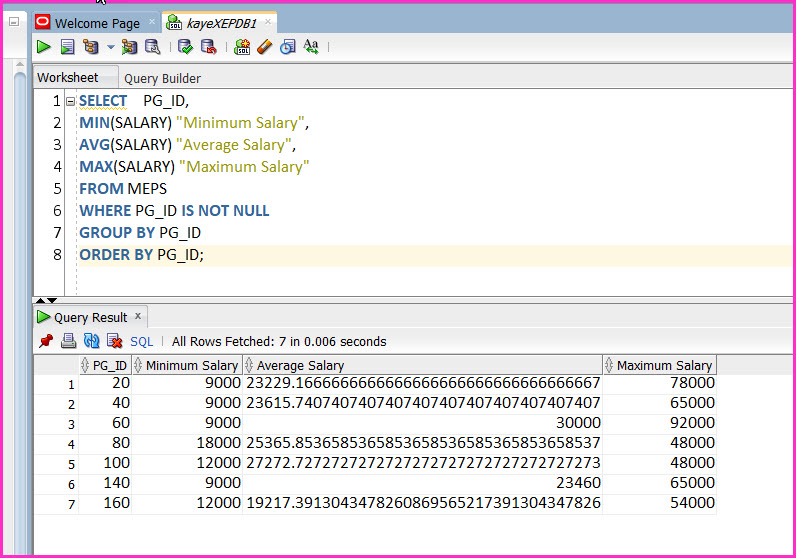 Welcome Page × kayeXEPDB1 ×
Worksheet Query Builder
1 SELECT PG_ID,
2 MIN(SALARY) "Minimum Salary",
3 AVG(SALARY) "Average Salary",
4 MAX(SALARY) "Maximum Salary"
5 FROM MEPS
6 WHERE PG_ID IS NOT NULL
7 GROUP BY PG_ID
8 ORDER BY PG_ID;
Query Result ×
SQL | All Rows Fetched: 7 in 0.006 seconds
PG_ID Minimum Salary Average Salary Maximum Salary
1 20 9000 23229.1666666666666666666666666666666667 78000
2 40 9000 23615.7407407407407407407407407407407407 65000
3 60 9000 30000 92000
4 80 18000 25365.8536585365853658536585365853658537 48000
5 100 12000 27272.7272727272727272727272727272727273 48000
6 140 9000 23460 65000
7 160 12000 19217.3913043478260869565217391304347826 54000